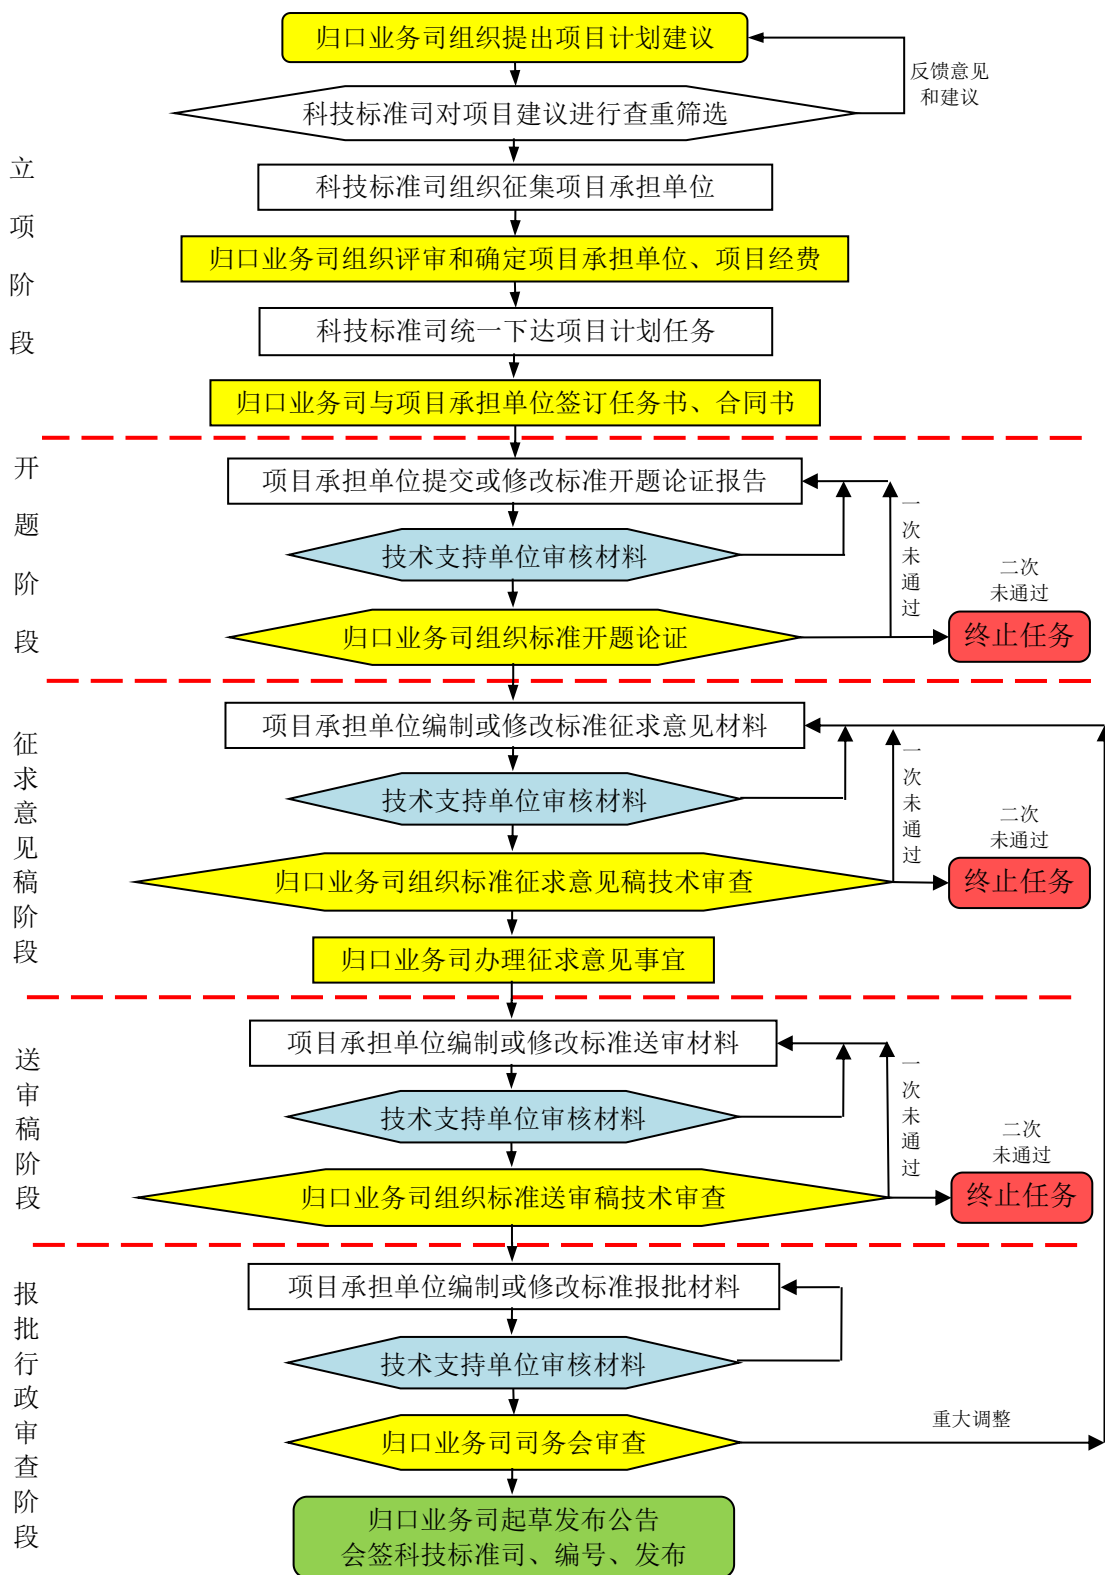 归口业务司组织提出项目计划建议
反馈意见
和建议
科技标准司对项目建议进行查重筛选
立项阶段
科技标准司组织征集项目承担单位
归口业务司组织评审和确定项目承担单位、项目经费
科技标准司统一下达项目计划任务
归口业务司与项目承担单位签订任务书、合同书
开题阶段
项目承担单位提交或修改标准开题论证报告
一次未通过
技术支持单位审核材料
二次
未通过
归口业务司组织标准开题论证
终止任务
征求意见稿阶段
项目承担单位编制或修改标准征求意见材料
一次未通过
技术支持单位审核材料
二次
未通过
归口业务司组织标准征求意见稿技术审查
终止任务
归口业务司办理征求意见事宜
送审稿阶段
项目承担单位编制或修改标准送审材料
一次未通过
技术支持单位审核材料
二次
未通过
归口业务司组织标准送审稿技术审查
终止任务
报批行政审查阶段
项目承担单位编制或修改标准报批材料
技术支持单位审核材料
重大调整
归口业务司司务会审查
归口业务司起草发布公告
会签科技标准司、编号、发布